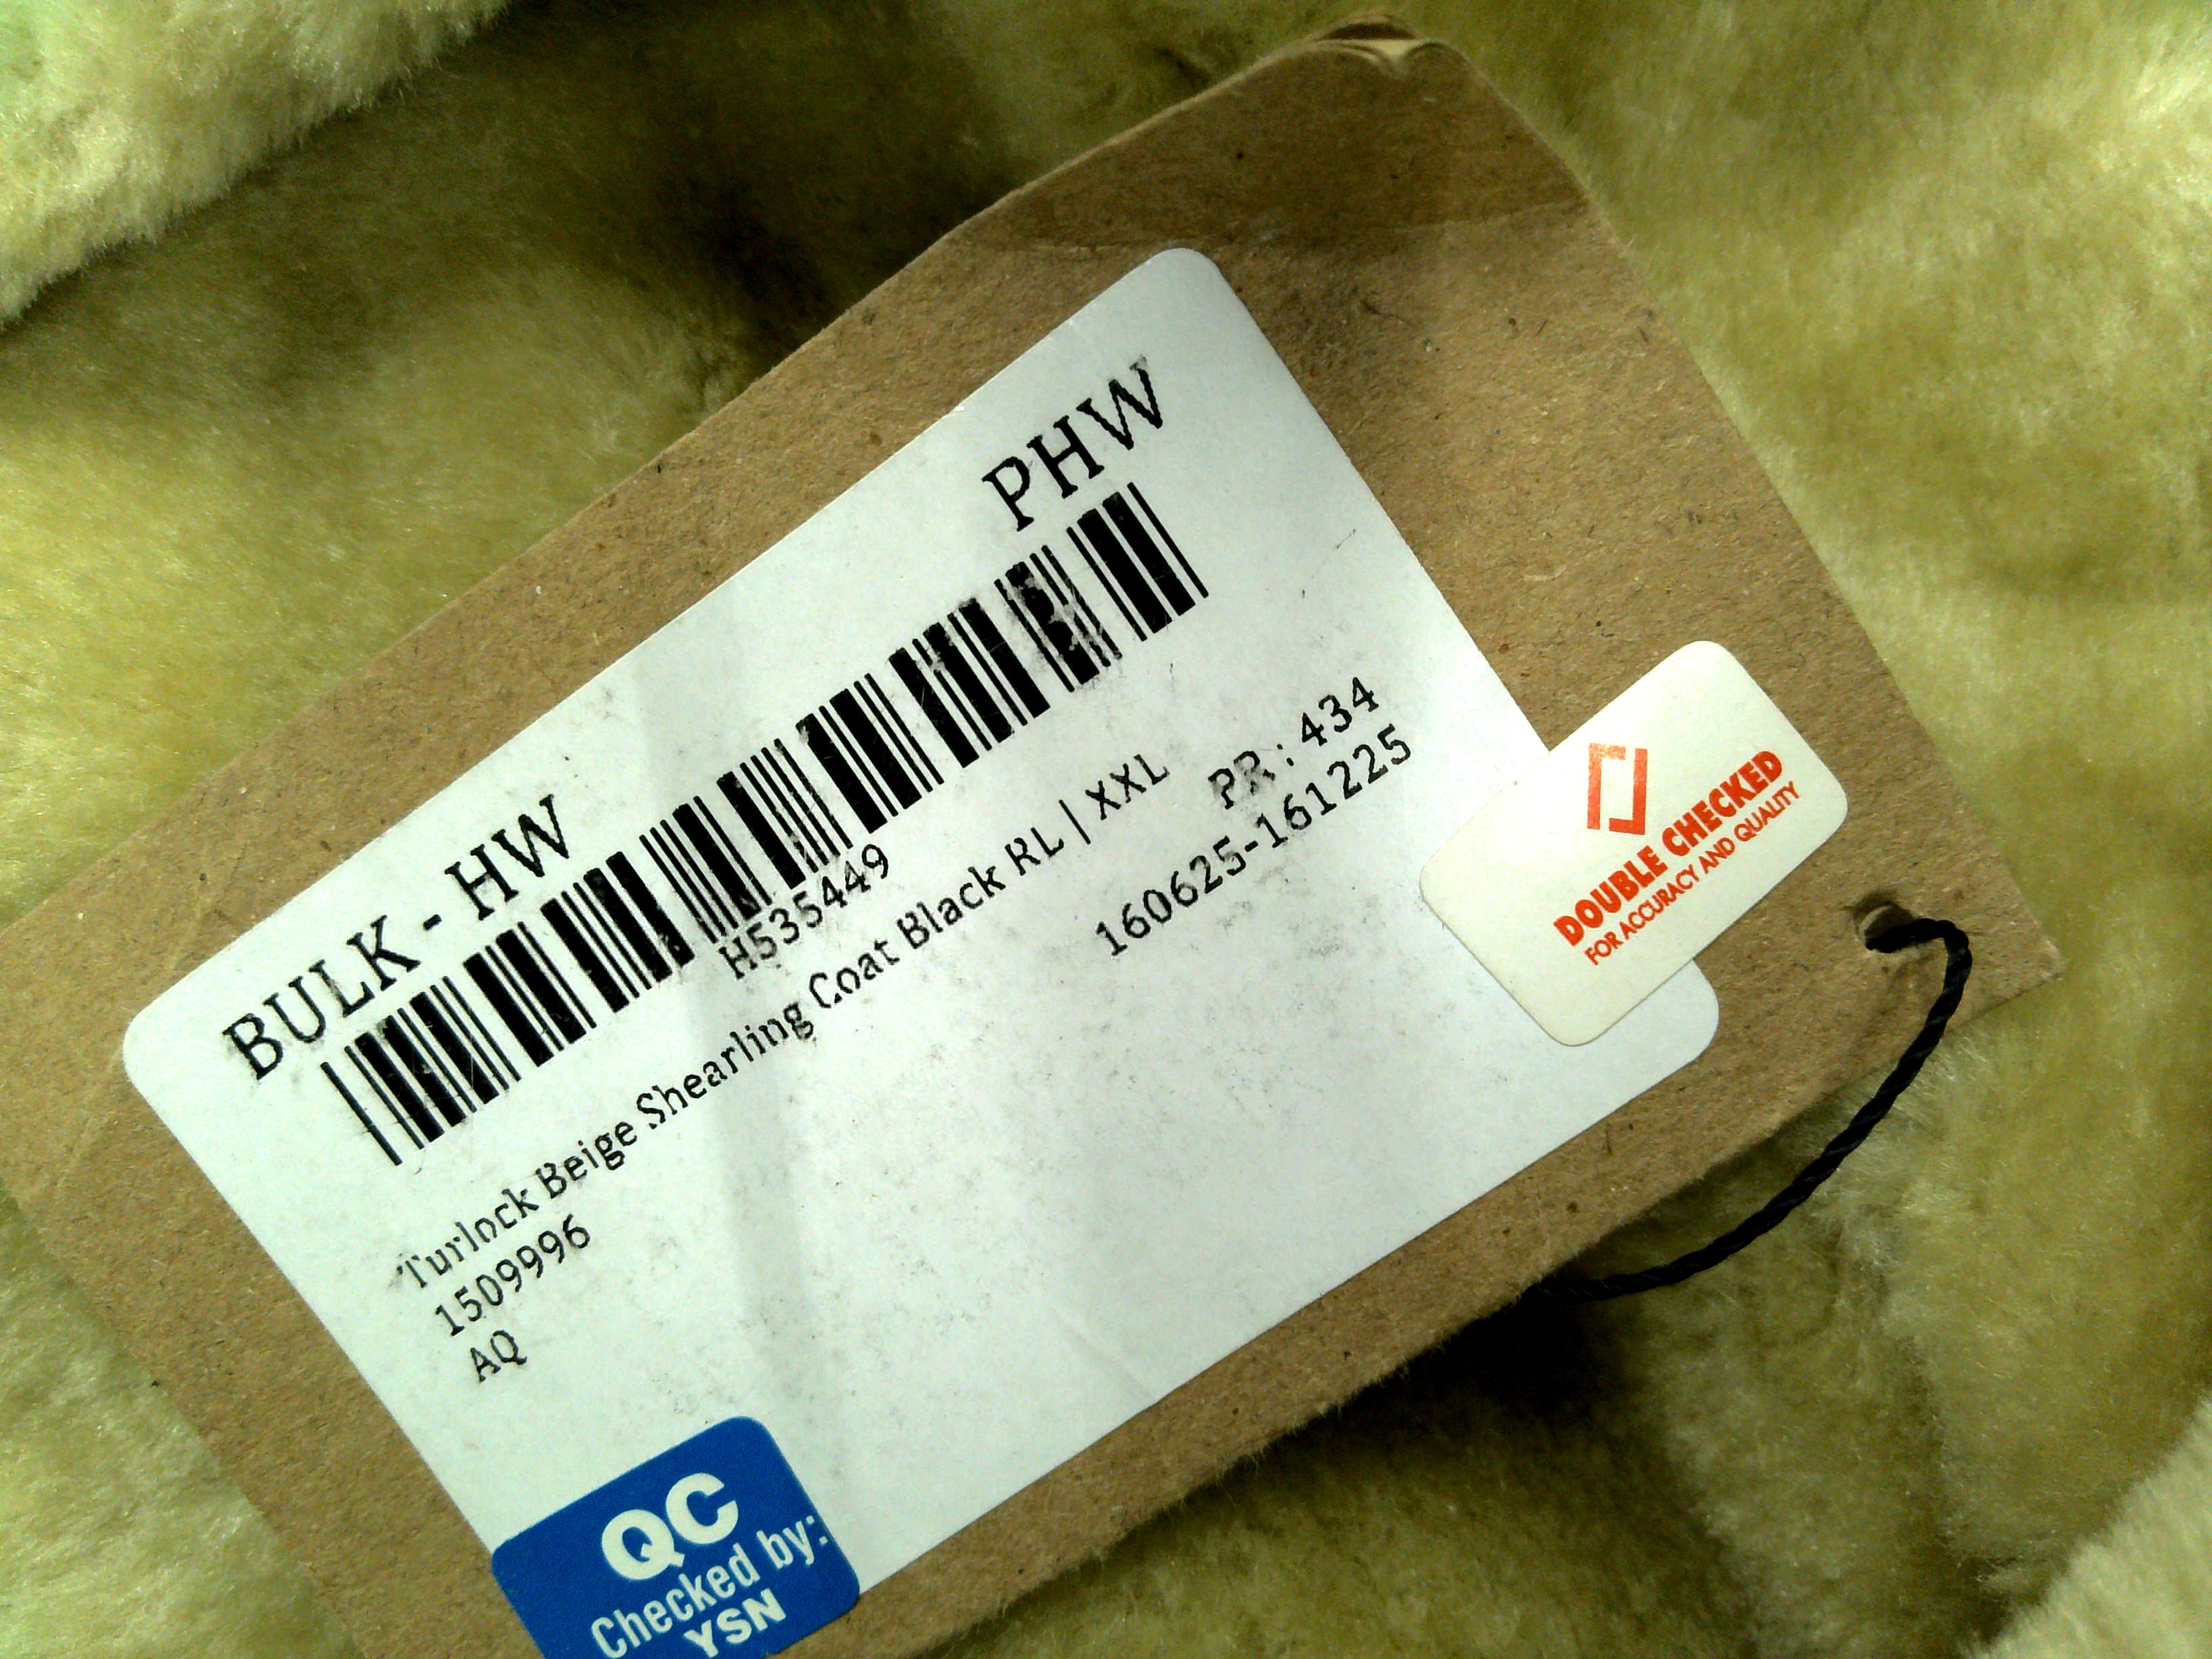 BULK - HW PHW
H535449
Turlock Beige Shearling Coat Black RL | XXL
1509996 PR: 434
AQ 160625-161225
DOUBLE CHECKED
FOR ACCURACY AND QUALITY
QC
Checked by:
YSN